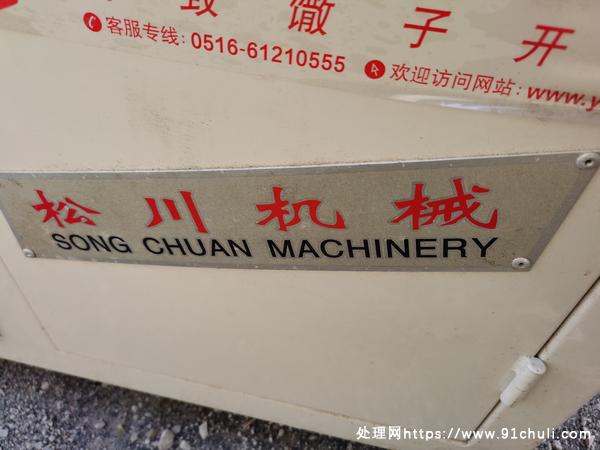 致 馓 子 开
客服专线: 0516-61210555
欢迎访问网站: www.y
松川机械
SONG CHUAN MACHINERY
处理网https://www.91chuli.com/